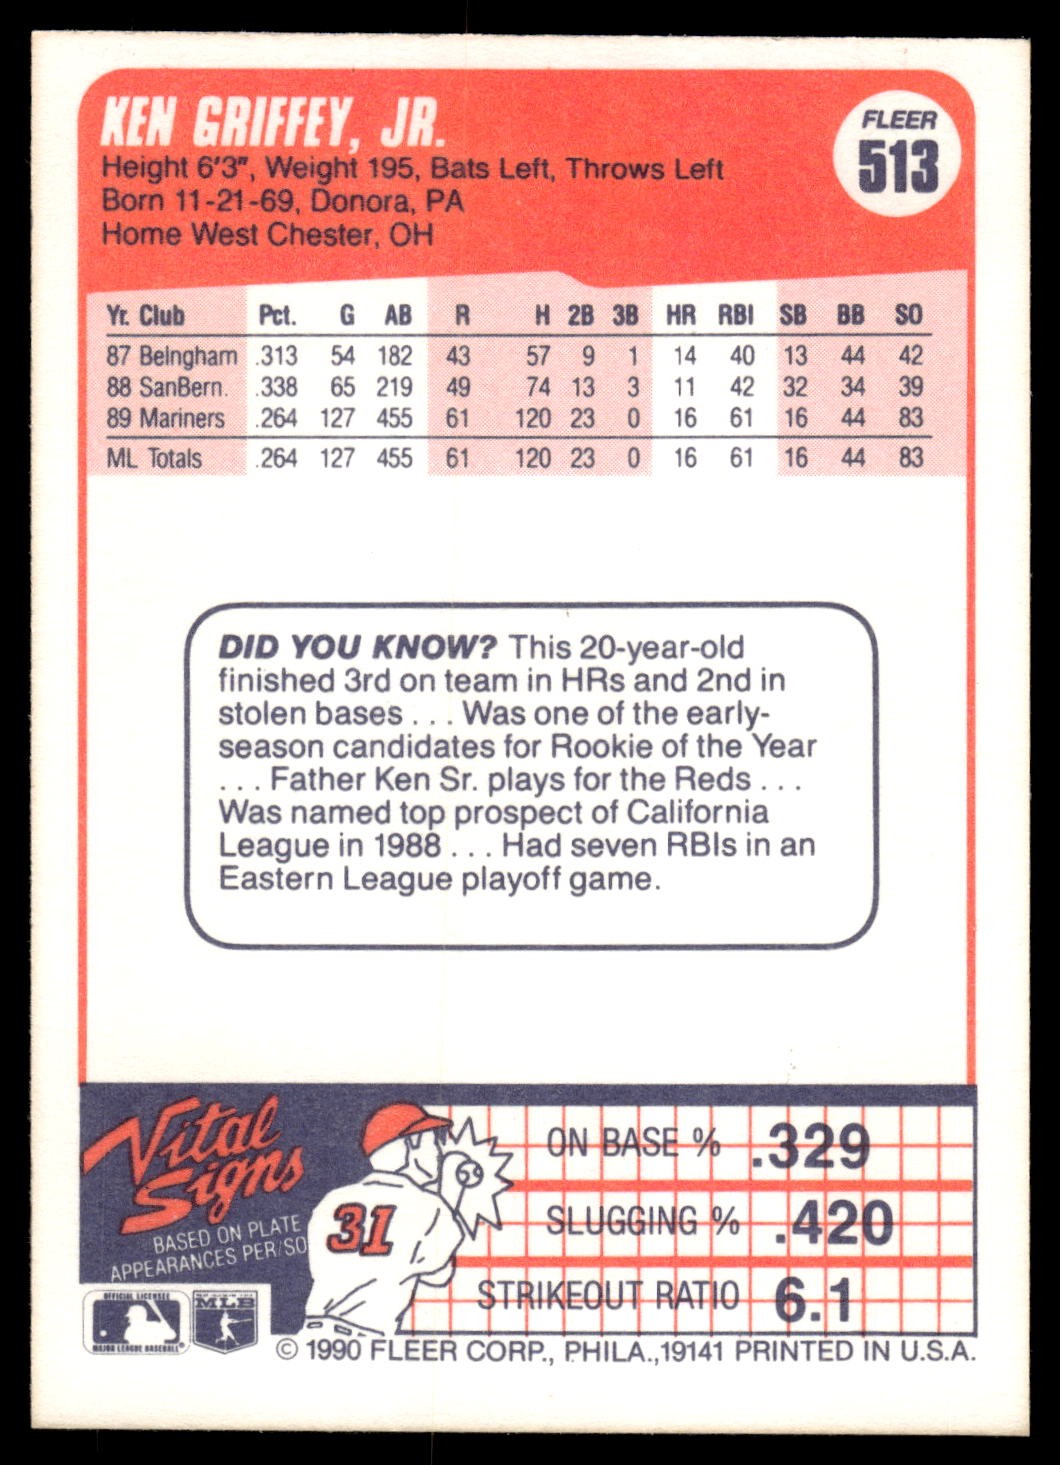 KEN GRIFFEY, JR.
FLEER
513
Height 6'3", Weight 195, Bats Left, Throws Left
Born 11-21-69, Donora, PA
Home West Chester, OH
Yr. Club Pct. G AB R H 2B 3B HR RBI SB BB SO
87 Belngham .313 54 182 43 57 9 1 14 40 13 44 42
88 SanBern. .338 65 219 49 74 13 3 11 42 32 34 39
89 Mariners .264 127 455 61 120 23 0 16 61 16 44 83
ML Totals .264 127 455 61 120 23 0 16 61 16 44 83
DID YOU KNOW? This 20-year-old
finished 3rd on team in HRs and 2nd in
stolen bases . . . Was one of the early-
season candidates for Rookie of the Year
. . . Father Ken Sr. plays for the Reds . . .
Was named top prospect of California
League in 1988 . . . Had seven RBIs in an
Eastern League playoff game.
Vital
Signs
BASED ON PLATE
APPEARANCES PER/SO
31
ON BASE % .329
SLUGGING % .420
STRIKEOUT RATIO 6.1
OFFICIAL LICENSEE
MAJOR LEAGUE BASEBALL®
MLB
© 1990 FLEER CORP., PHILA.,19141 PRINTED IN U.S.A.